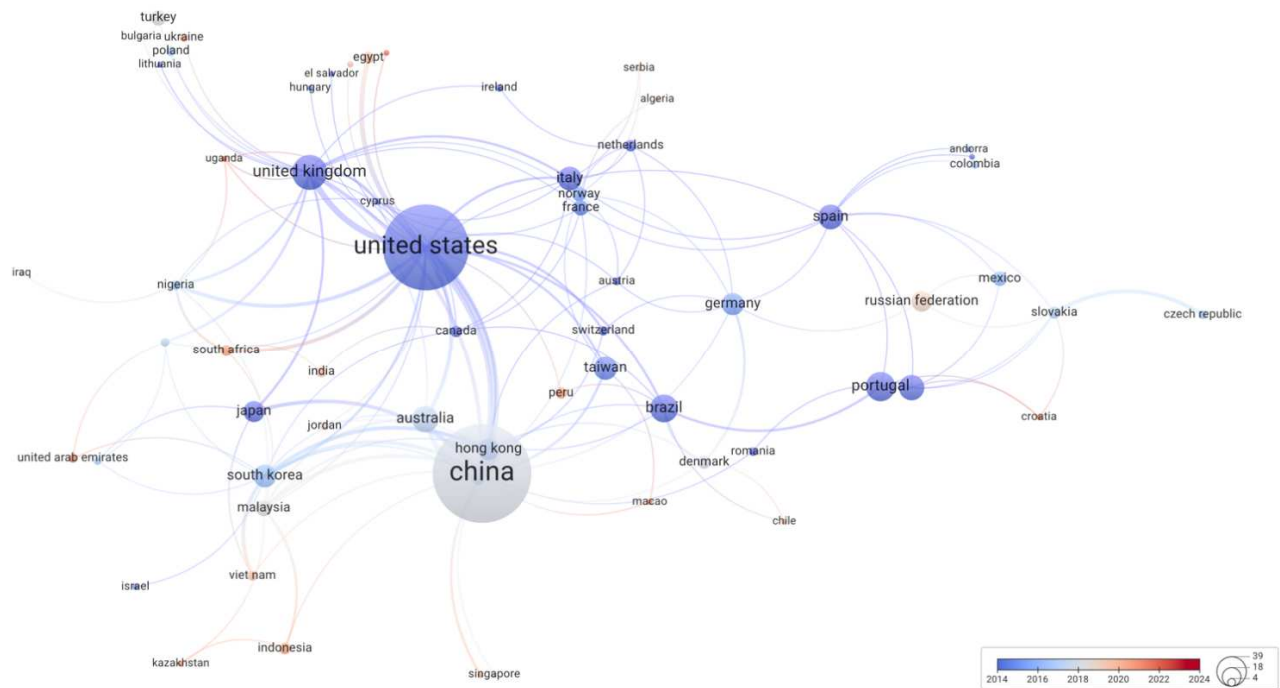 turkey
bulgaria ukraine
poland
lithuania
egypt
el salvador
hungary
ireland
serbia
algeria
netherlands
andorra
colombia
uganda
united kingdom
italy
norway
france
cyprus
spain
united states
iraq
nigeria
austria
germany
russian federation
mexico
slovakia
czech republic
canada
switzerland
south africa
india
taiwan
peru
portugal
japan
jordan
australia
brazil
croatia
united arab emirates
south korea
hong kong
china
denmark
romania
malaysia
macao
chile
israel
viet nam
kazakhstan
indonesia
singapore
39
18
4
2014 2016 2018 2020 2022 2024